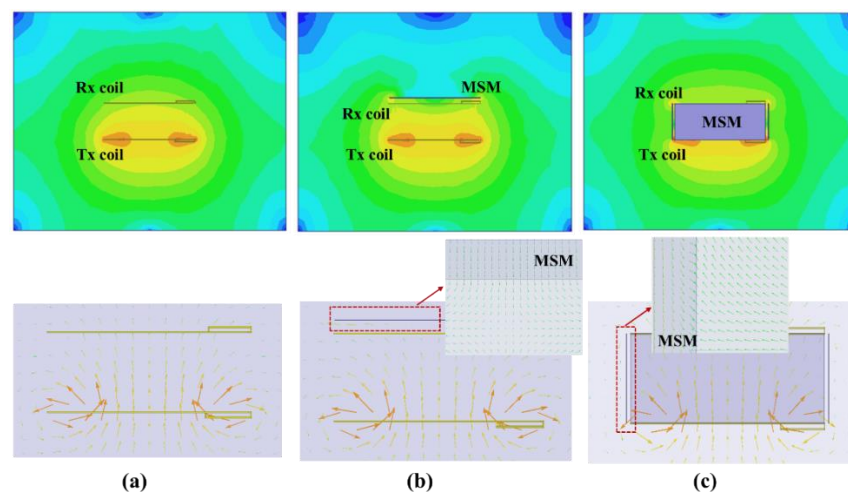 Rx coil
Tx coil
MSM
Rx coil
Tx coil
Rx coil
MSM
Tx coil
MSM
MSM
(a)
(b)
(c)